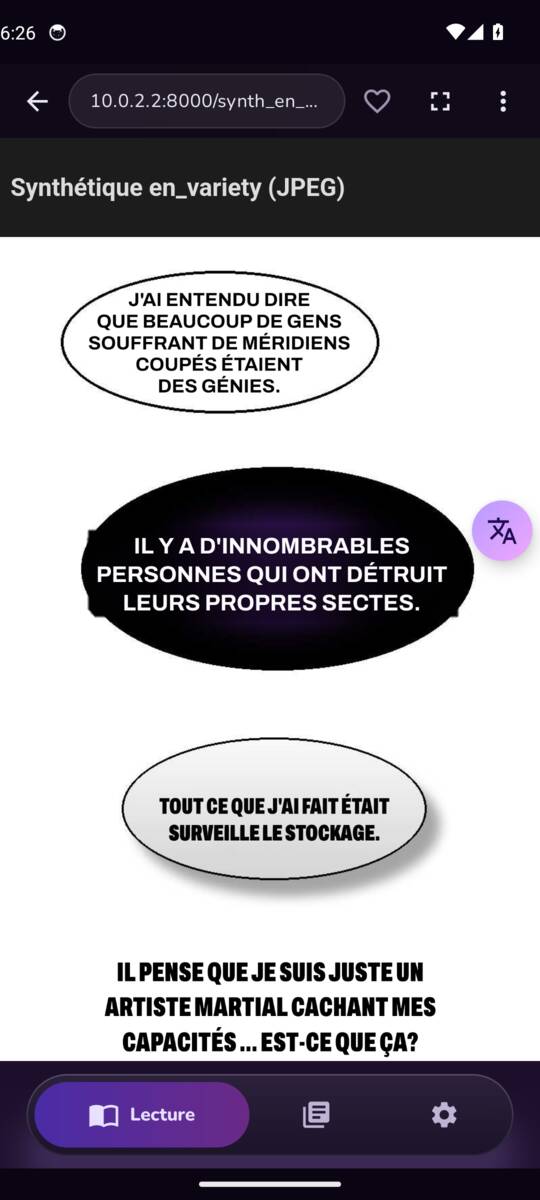 6:26
10.0.2.2:8000/synth_en_...
Synthétique en_variety (JPEG)
J'AI ENTENDU DIRE
QUE BEAUCOUP DE GENS
SOUFFRANT DE MÉRIDIENS
COUPÉS ÉTAIENT
DES GÉNIES.
IL Y A D'INNOMBRABLES
PERSONNES QUI ONT DÉTRUIT
LEURS PROPRES SECTES.
TOUT CE QUE J'AI FAIT ÉTAIT
SURVEILLE LE STOCKAGE.
IL PENSE QUE JE SUIS JUSTE UN
ARTISTE MARTIAL CACHANT MES
CAPACITÉS ... EST-CE QUE ÇA?
Lecture